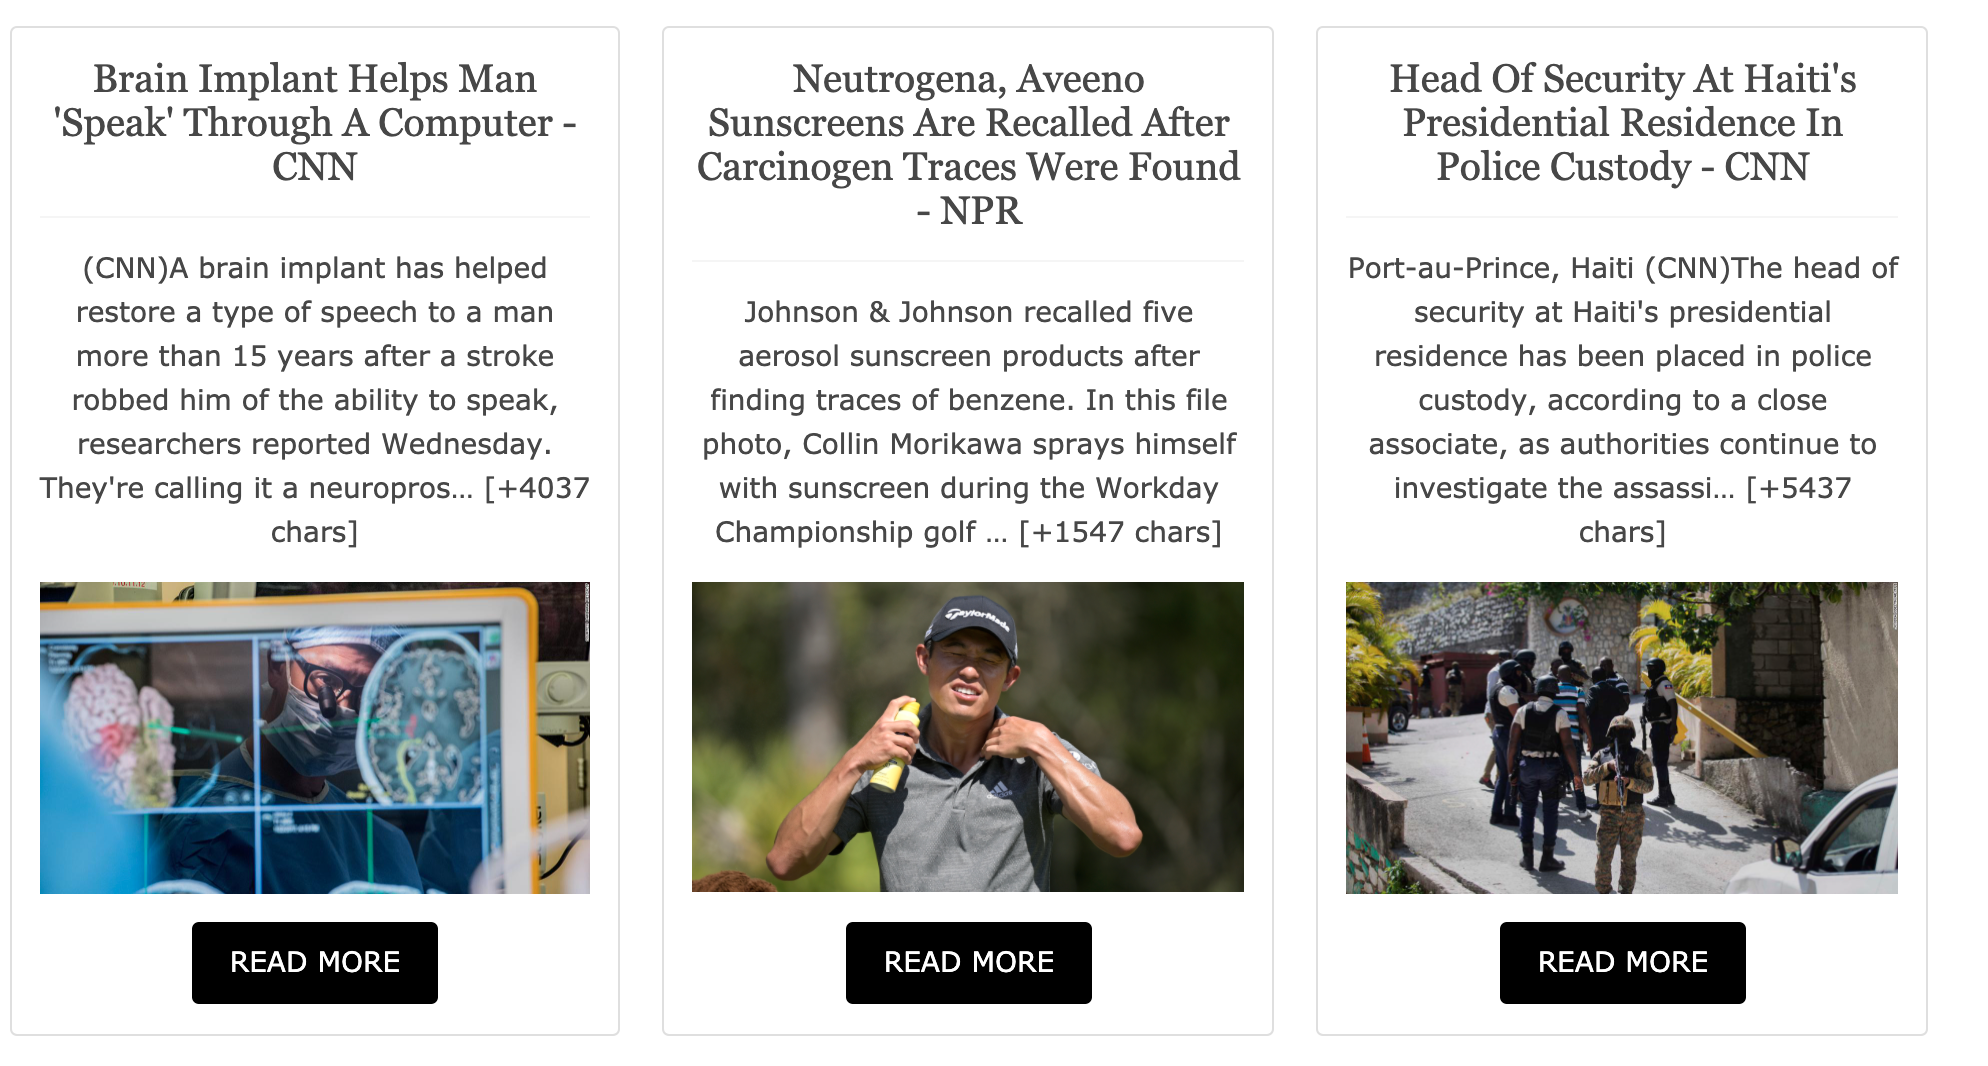 Brain Implant Helps Man
'Speak' Through A Computer -
CNN
(CNN)A brain implant has helped
restore a type of speech to a man
more than 15 years after a stroke
robbed him of the ability to speak,
researchers reported Wednesday.
They're calling it a neuropros… [+4037
chars]
READ MORE
Neutrogena, Aveeno
Sunscreens Are Recalled After
Carcinogen Traces Were Found
- NPR
Johnson & Johnson recalled five
aerosol sunscreen products after
finding traces of benzene. In this file
photo, Collin Morikawa sprays himself
with sunscreen during the Workday
Championship golf … [+1547 chars]
TaylorMade
adidas
READ MORE
Head Of Security At Haiti's
Presidential Residence In
Police Custody - CNN
Port-au-Prince, Haiti (CNN)The head of
security at Haiti's presidential
residence has been placed in police
custody, according to a close
associate, as authorities continue to
investigate the assassi… [+5437
chars]
READ MORE